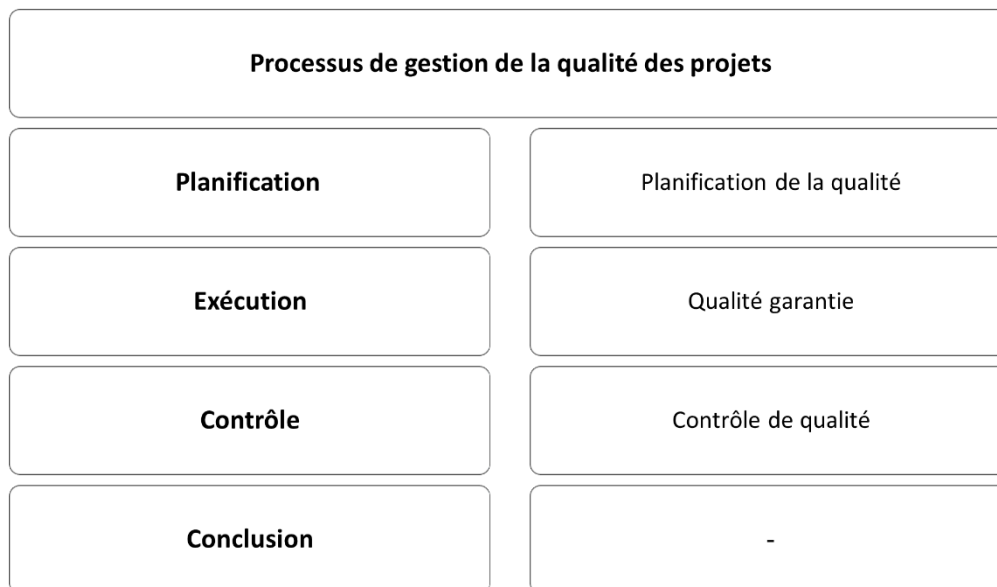 Processus de gestion de la qualité des projets
Planification
Planification de la qualité
Exécution
Qualité garantie
Contrôle
Contrôle de qualité
Conclusion
-